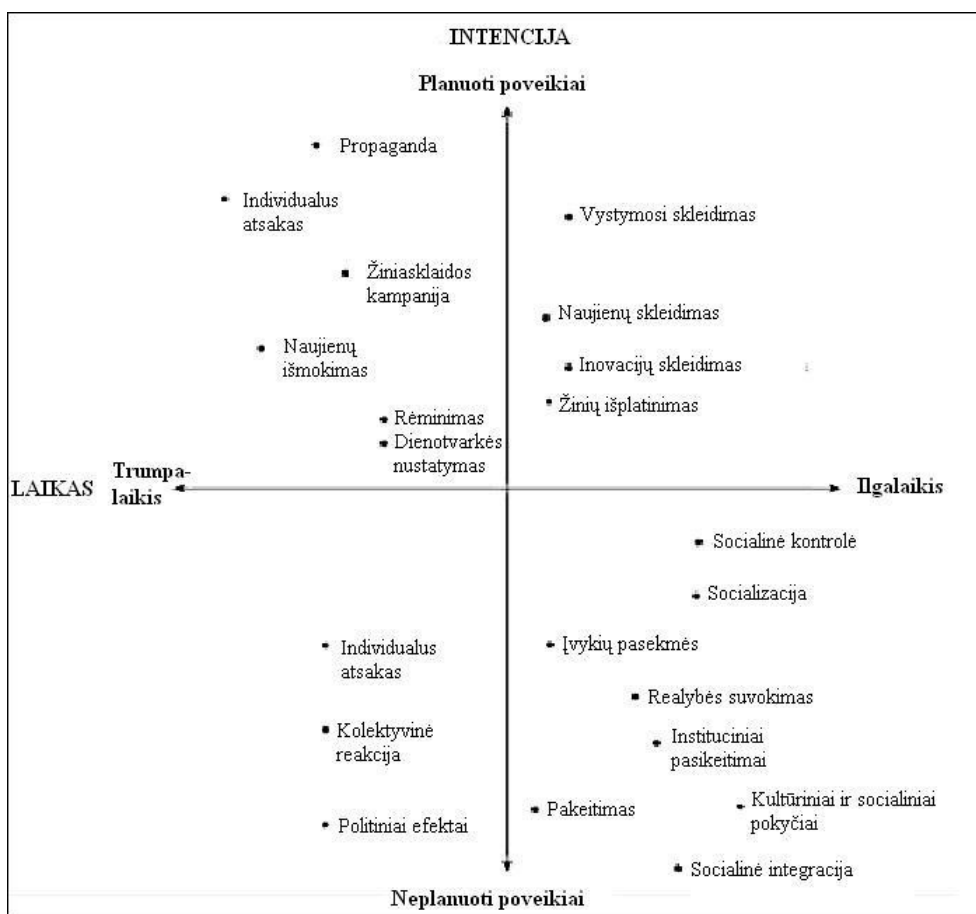 INTENCIJA
Planuoti poveikiai
Propaganda
Individualus
atsakas
Vystymosi skleidimas
Žiniasklaidos
kampanija
Naujienų skleidimas
Naujienų
išmokimas
Inovacijų skleidimas
Žinių išplatinimas
Rėminimas
Dienotvarkės
nustatymas
LAIKAS
Trumpa-
laikis
Ilgalaikis
Socialinė kontrolė
Socializacija
Individualus
atsakas
Įvykių pasekmės
Realybės suvokimas
Kolektyvinė
reakcija
Instituciniai
pasikeitimai
Politiniai efektai
Pakeitimas
Kultūriniai ir socialiniai
pokyčiai
Socialinė integracija
Neplanuoti poveikiai